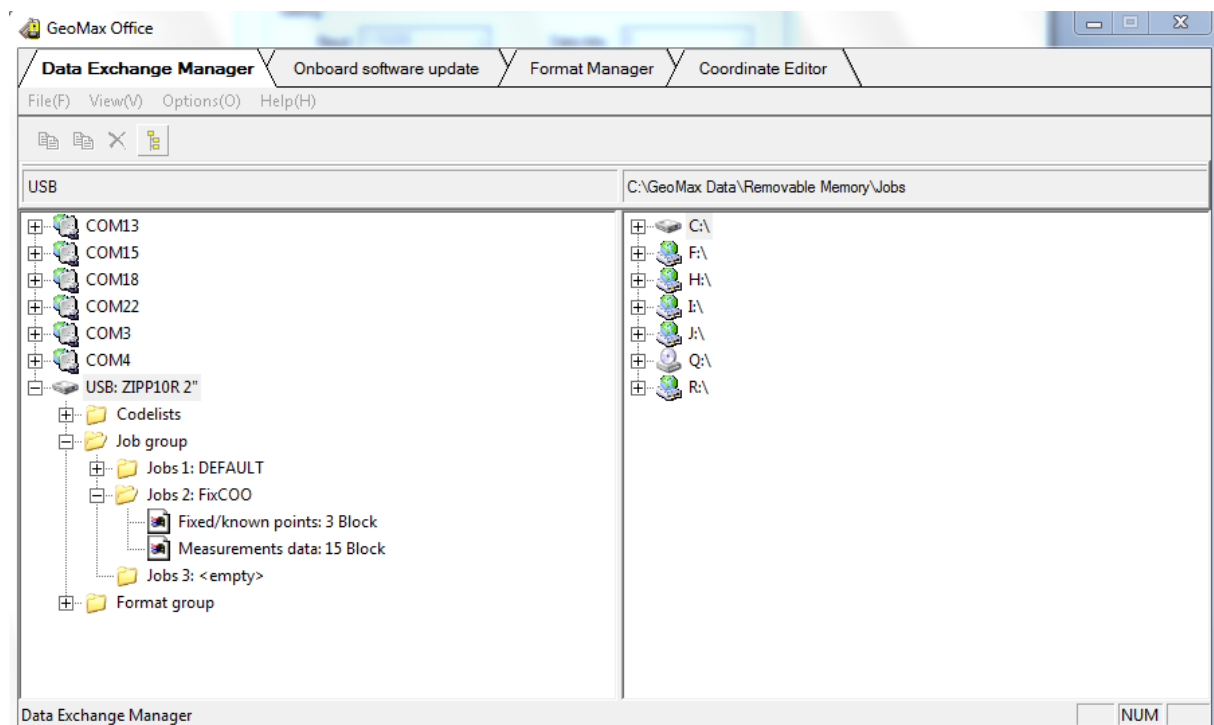 GeoMax Office
Data Exchange Manager Onboard software update Format Manager Coordinate Editor
File(F) View(V) Options(O) Help(H)
USB
C:\GeoMax Data\Removable Memory\Jobs
COM13
COM15
COM18
COM22
COM3
COM4
USB: ZIPP10R 2"
Codelists
Job group
Jobs 1: DEFAULT
Jobs 2: FixCOO
Fixed/known points: 3 Block
Measurements data: 15 Block
Jobs 3: <empty>
Format group
C:\
F:\
H:\
I:\
J:\
Q:\
R:\
Data Exchange Manager
NUM